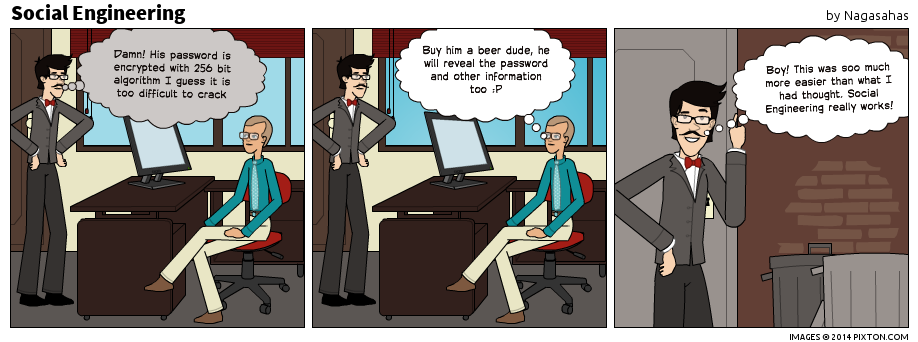 Social Engineering
by Nagasahas
Damn! His password is
encrypted with 256 bit
algorithm I guess it is
too difficult to crack
Buy him a beer dude, he
will reveal the password
and other information
too :P
Boy! This was soo much
more easier than what I
had thought. Social
Engineering really works!
IMAGES © 2014 PIXTON.COM